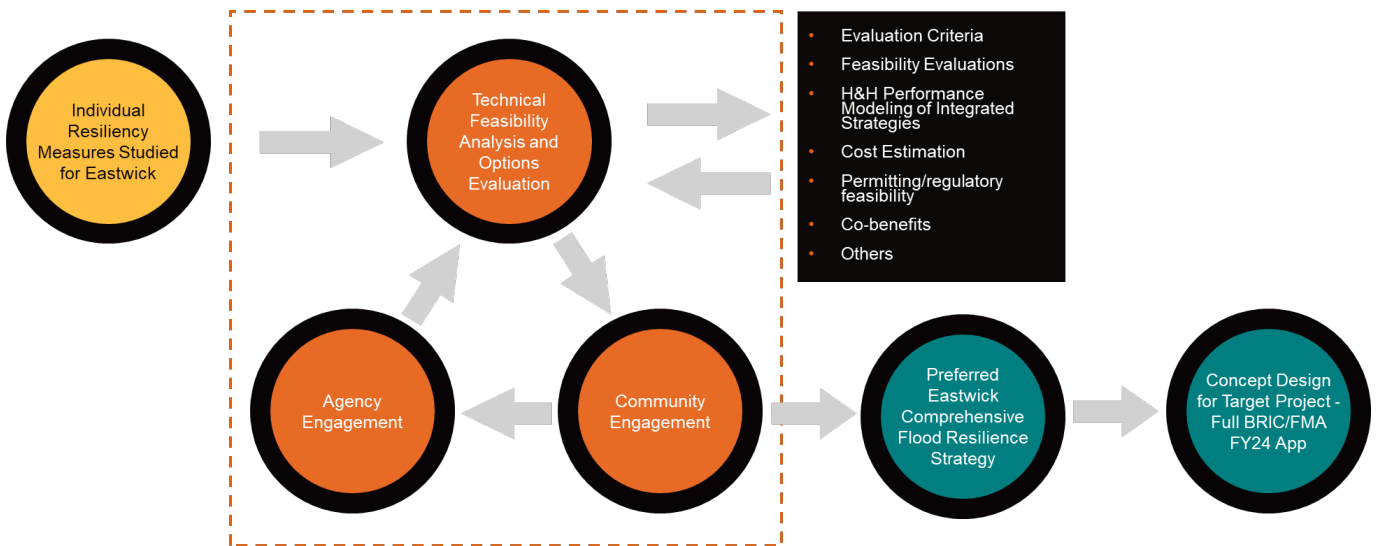 Individual
Resiliency
Measures Studied
for Eastwick
Technical
Feasibility
Analysis and
Options
Evaluation
• Evaluation Criteria
• Feasibility Evaluations
• H&H Performance
Modeling of Integrated
Strategies
• Cost Estimation
• Permitting/regulatory
feasibility
• Co-benefits
• Others
Agency
Engagement
Community
Engagement
Preferred
Eastwick
Comprehensive
Flood Resilience
Strategy
Concept Design
for Target Project -
Full BRIC/FMA
FY24 App